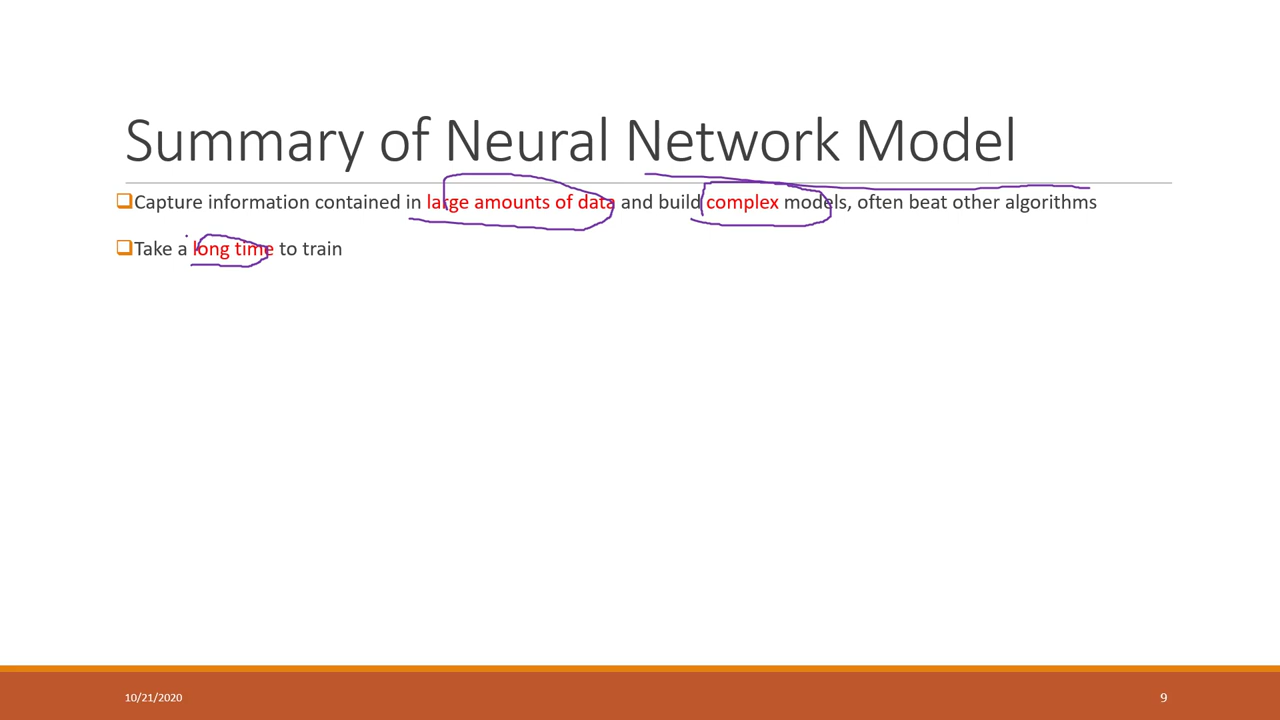 Summary of Neural Network Model
Capture information contained in large amounts of data and build complex models, often beat other algorithms
Take a long time to train
10/21/2020
9